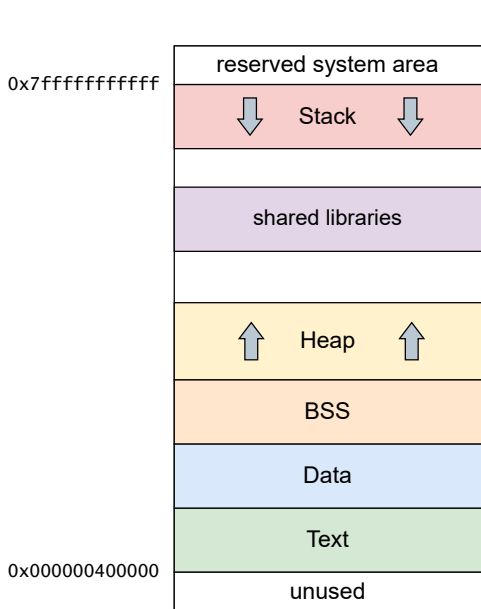 reserved system area
0x7fffffffffff
Stack
shared libraries
Heap
BSS
Data
Text
0x000000400000
unused